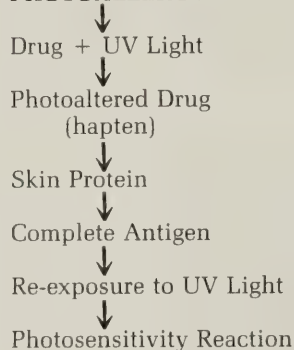 Drug + UV Light
Photoaltered Drug
(hapten)
Skin Protein
Complete Antigen
Re-exposure to UV Light
Photosensitivity Reaction